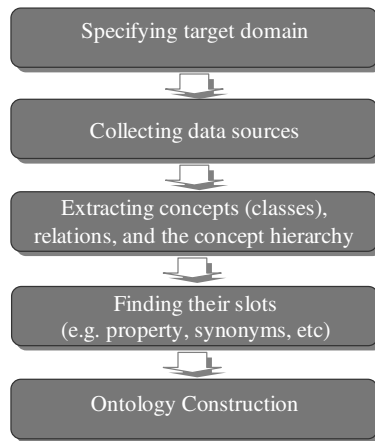 Specifying target domain
Collecting data sources
Extracting concepts (classes),
relations, and the concept hierarchy
Finding their slots
(e.g. property, synonyms, etc)
Ontology Construction